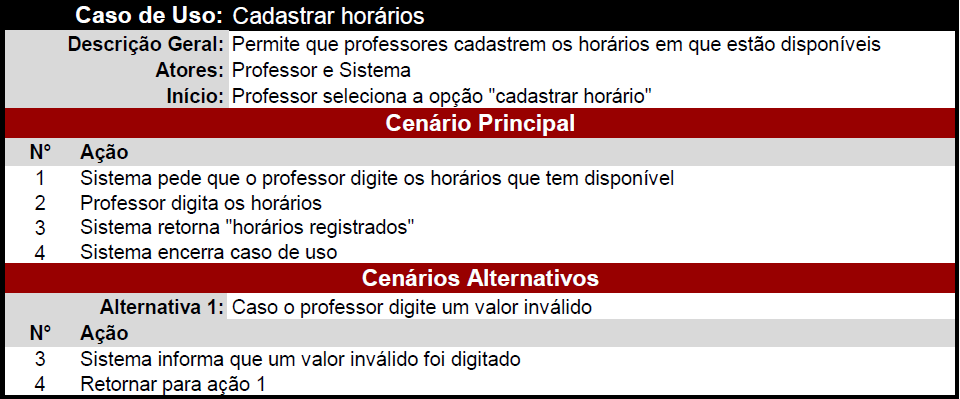 Caso de Uso: Cadastrar horários
Descrição Geral: Permite que professores cadastrem os horários em que estão disponíveis
Atores: Professor e Sistema
Início: Professor seleciona a opção "cadastrar horário"
Cenário Principal
N° Ação
1 Sistema pede que o professor digite os horários que tem disponível
2 Professor digita os horários
3 Sistema retorna "horários registrados"
4 Sistema encerra caso de uso
Cenários Alternativos
Alternativa 1: Caso o professor digite um valor inválido
N° Ação
3 Sistema informa que um valor inválido foi digitado
4 Retornar para ação 1